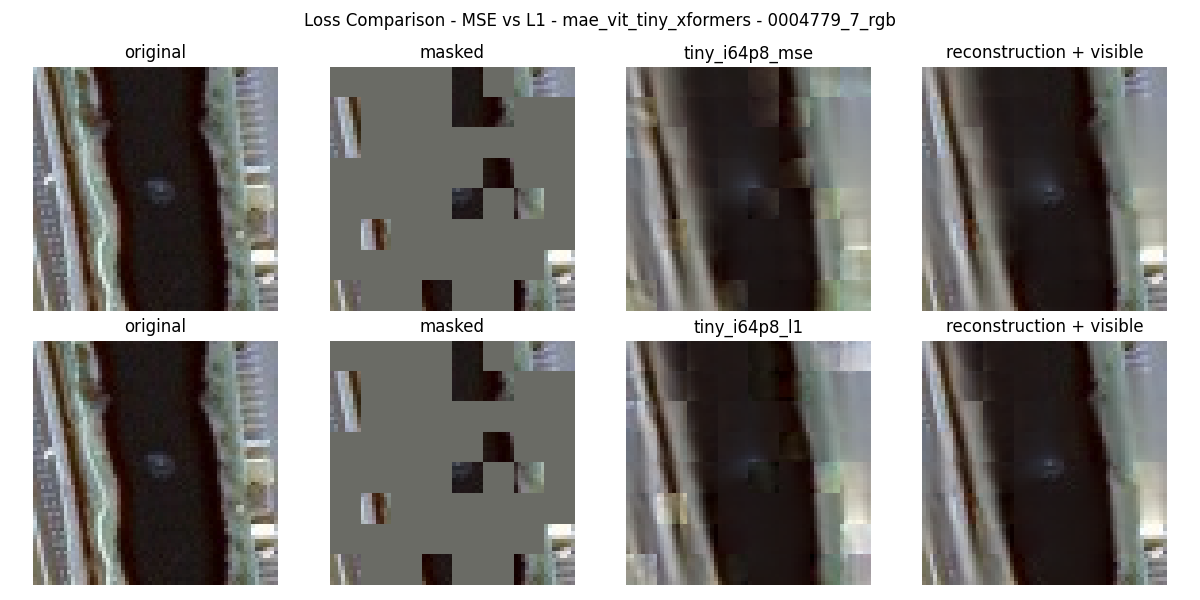 Loss Comparison - MSE vs L1 - mae_vit_tiny_xformers - 0004779_7_rgb
original
masked
tiny_i64p8_mse
reconstruction + visible
original
masked
tiny_i64p8_l1
reconstruction + visible